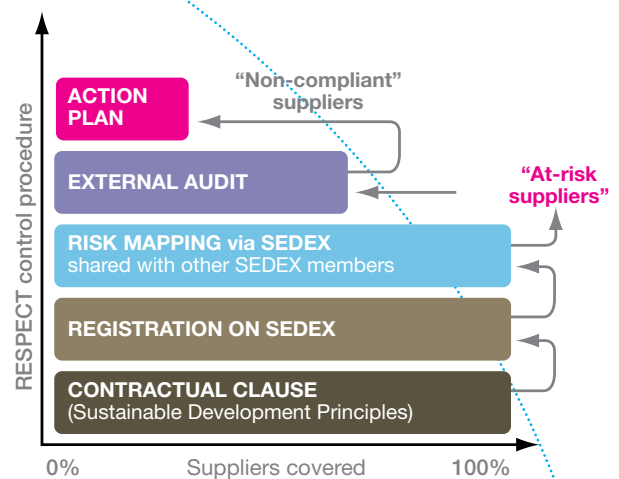 “Non-compliant”
suppliers
ACTION
PLAN
“At-risk
suppliers”
EXTERNAL AUDIT
RISK MAPPING via SEDEX
shared with other SEDEX members
REGISTRATION ON SEDEX
CONTRACTUAL CLAUSE
(Sustainable Development Principles)
RESPECT control procedure
0%
Suppliers covered
100%